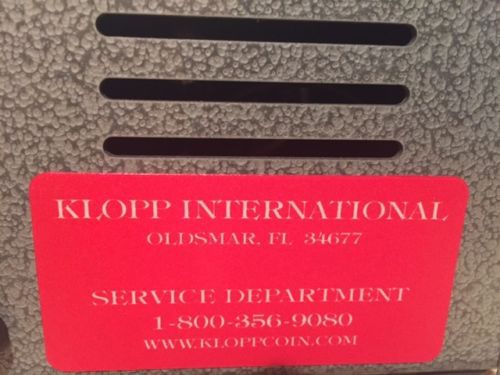 KLOPP INTERNATIONAL
OLDSMAR, FL 34677
SERVICE DEPARTMENT
1-800-356-9080
WWW.KLOPPCOIN.COM